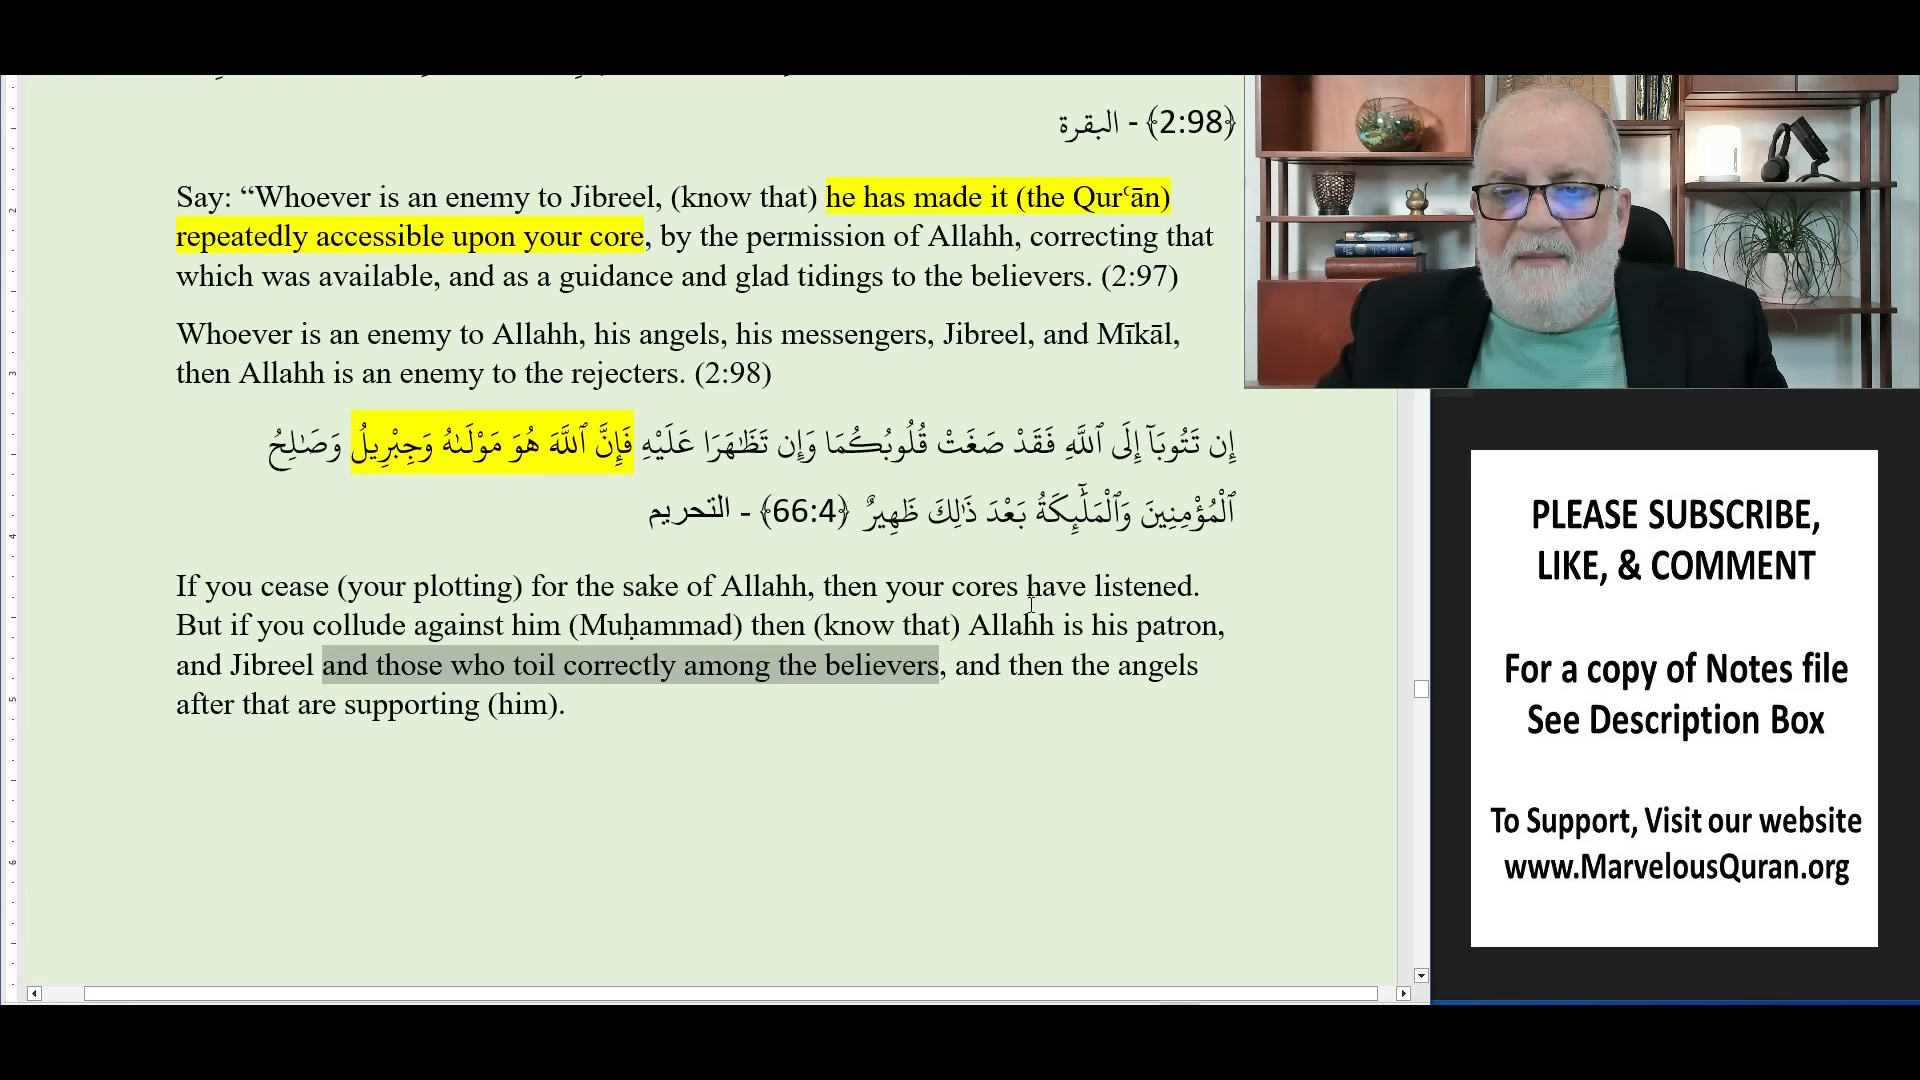 ﴿2:98﴾ - البقرة
Say: “Whoever is an enemy to Jibreel, (know that) he has made it (the Qurʿān)
repeatedly accessible upon your core, by the permission of Allahh, correcting that
which was available, and as a guidance and glad tidings to the believers. (2:97)
Whoever is an enemy to Allahh, his angels, his messengers, Jibreel, and Mīkāl,
then Allahh is an enemy to the rejecters. (2:98)
إِن تَتُوبَآ إِلَى ٱللَّهِ فَقَدْ صَغَتْ قُلُوبُكُمَا وَإِن تَظَٰهَرَا عَلَيْهِ فَإِنَّ ٱللَّهَ هُوَ مَوْلَىٰهُ وَجِبْرِيلُ وَصَٰلِحُ
ٱلْمُؤْمِنِينَ وَٱلْمَلَٰٓئِكَةُ بَعْدَ ذَٰلِكَ ظَهِيرٌ ﴿66:4﴾ - التحريم
If you cease (your plotting) for the sake of Allahh, then your cores have listened.
But if you collude against him (Muḥammad) then (know that) Allahh is his patron,
and Jibreel and those who toil correctly among the believers, and then the angels
after that are supporting (him).
PLEASE SUBSCRIBE,
LIKE, & COMMENT
For a copy of Notes file
See Description Box
To Support, Visit our website
www.MarvelousQuran.org
2
3
4
5
6